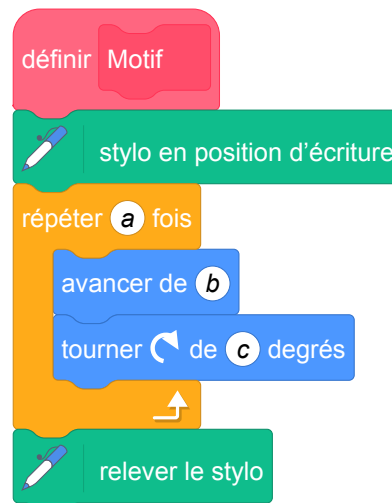 définir Motif
stylo en position d’écriture
répéter a fois
avancer de b
tourner de c degrés
relever le stylo